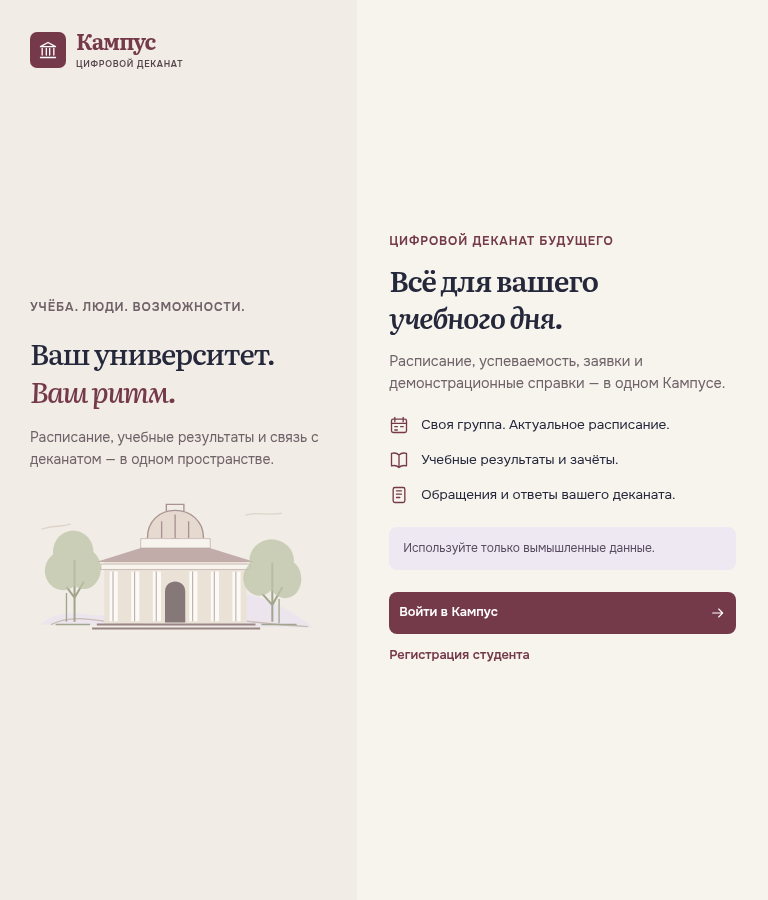 Кампус
ЦИФРОВОЙ ДЕКАНАТ
УЧЁБА. ЛЮДИ. ВОЗМОЖНОСТИ.
Ваш университет.
Ваш ритм.
Расписание, учебные результаты и связь с
деканатом — в одном пространстве.
ЦИФРОВОЙ ДЕКАНАТ БУДУЩЕГО
Всё для вашего
учебного дня.
Расписание, успеваемость, заявки и
демонстрационные справки — в одном Кампусе.
Своя группа. Актуальное расписание.
Учебные результаты и зачёты.
Обращения и ответы вашего деканата.
Используйте только вымышленные данные.
Войти в Кампус
Регистрация студента